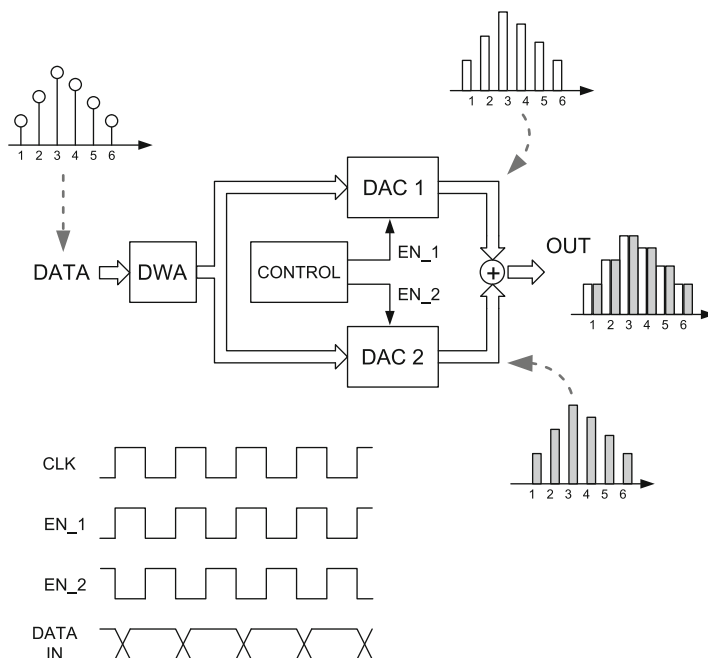 1 2 3 4 5 6
1 2 3 4 5 6
DAC 1
DATA
DWA
CONTROL
EN_1
EN_2
+
OUT
1 2 3 4 5 6
DAC 2
1 2 3 4 5 6
CLK
EN_1
EN_2
DATA
IN